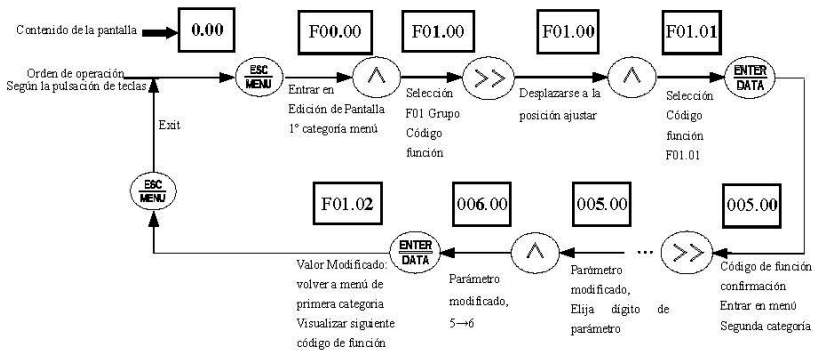 Contenido de la pantalla
0.00
F00.00
F01.00
F01.00
F01.01
Orden de operación
Según la pulsación de teclas
ESC
MENU
ENTER
DATA
Entrar en
Edición de Pantalla
1º categoría menú
Selección
F01 Grupo
Código
función
Desplazarse a la
posición ajustar
Selección
Código
función
F01.01
Exit
ESC
MENU
F01.02
006.00
005.00
005.00
ENTER
DATA
...
Valor Modificado:
volver a menú de
primera categoria
Visualizar siguiente
código de función
Parámetro
modificado,
5→6
Parámetro
modificado,
Elija dígito de
parámetro
Código de función
confirmación
Entrar en menú
Segunda categoría